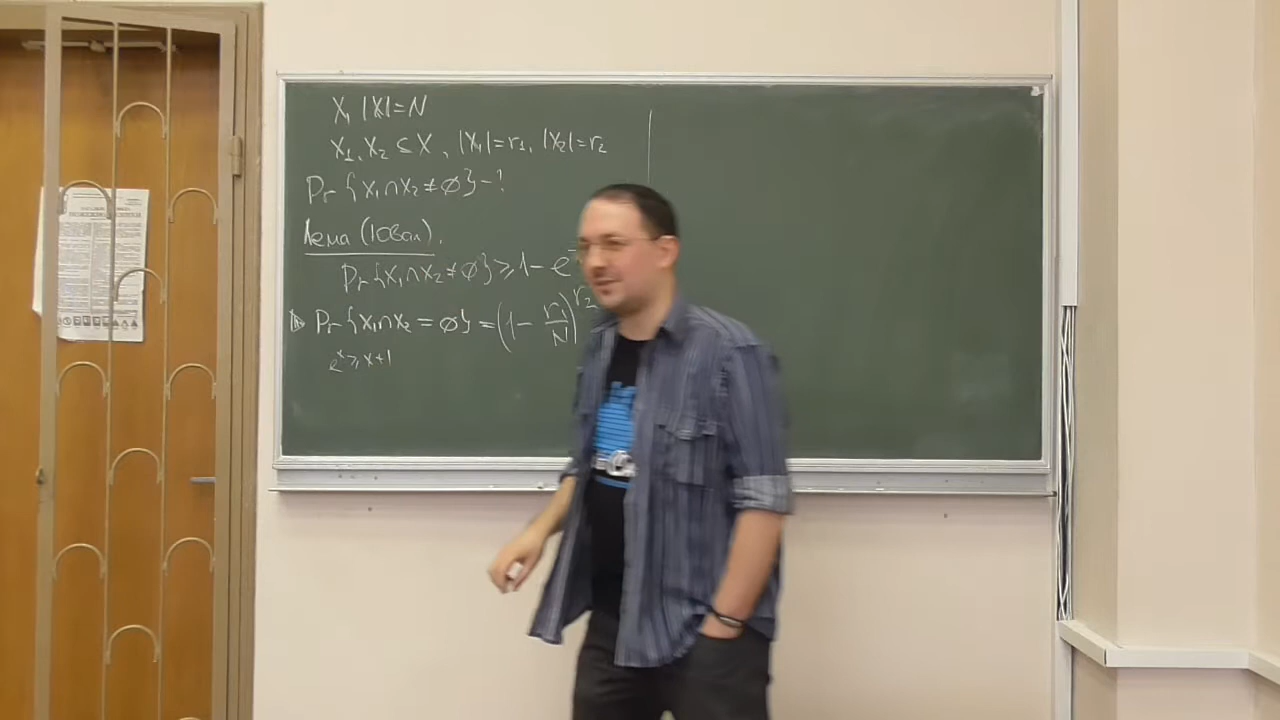 X, |X|=N
X₁, X₂ ⊆ X, |X₁|=r₁, |X₂|=r₂
Pr{X₁∩X₂≠∅}-?
Лема (Ювал).
Pr{X₁∩X₂≠∅}⩾1-e
Pr{X₁∩X₂=∅}=(1-r₁/N)^r₂
eˣ⩾x+1